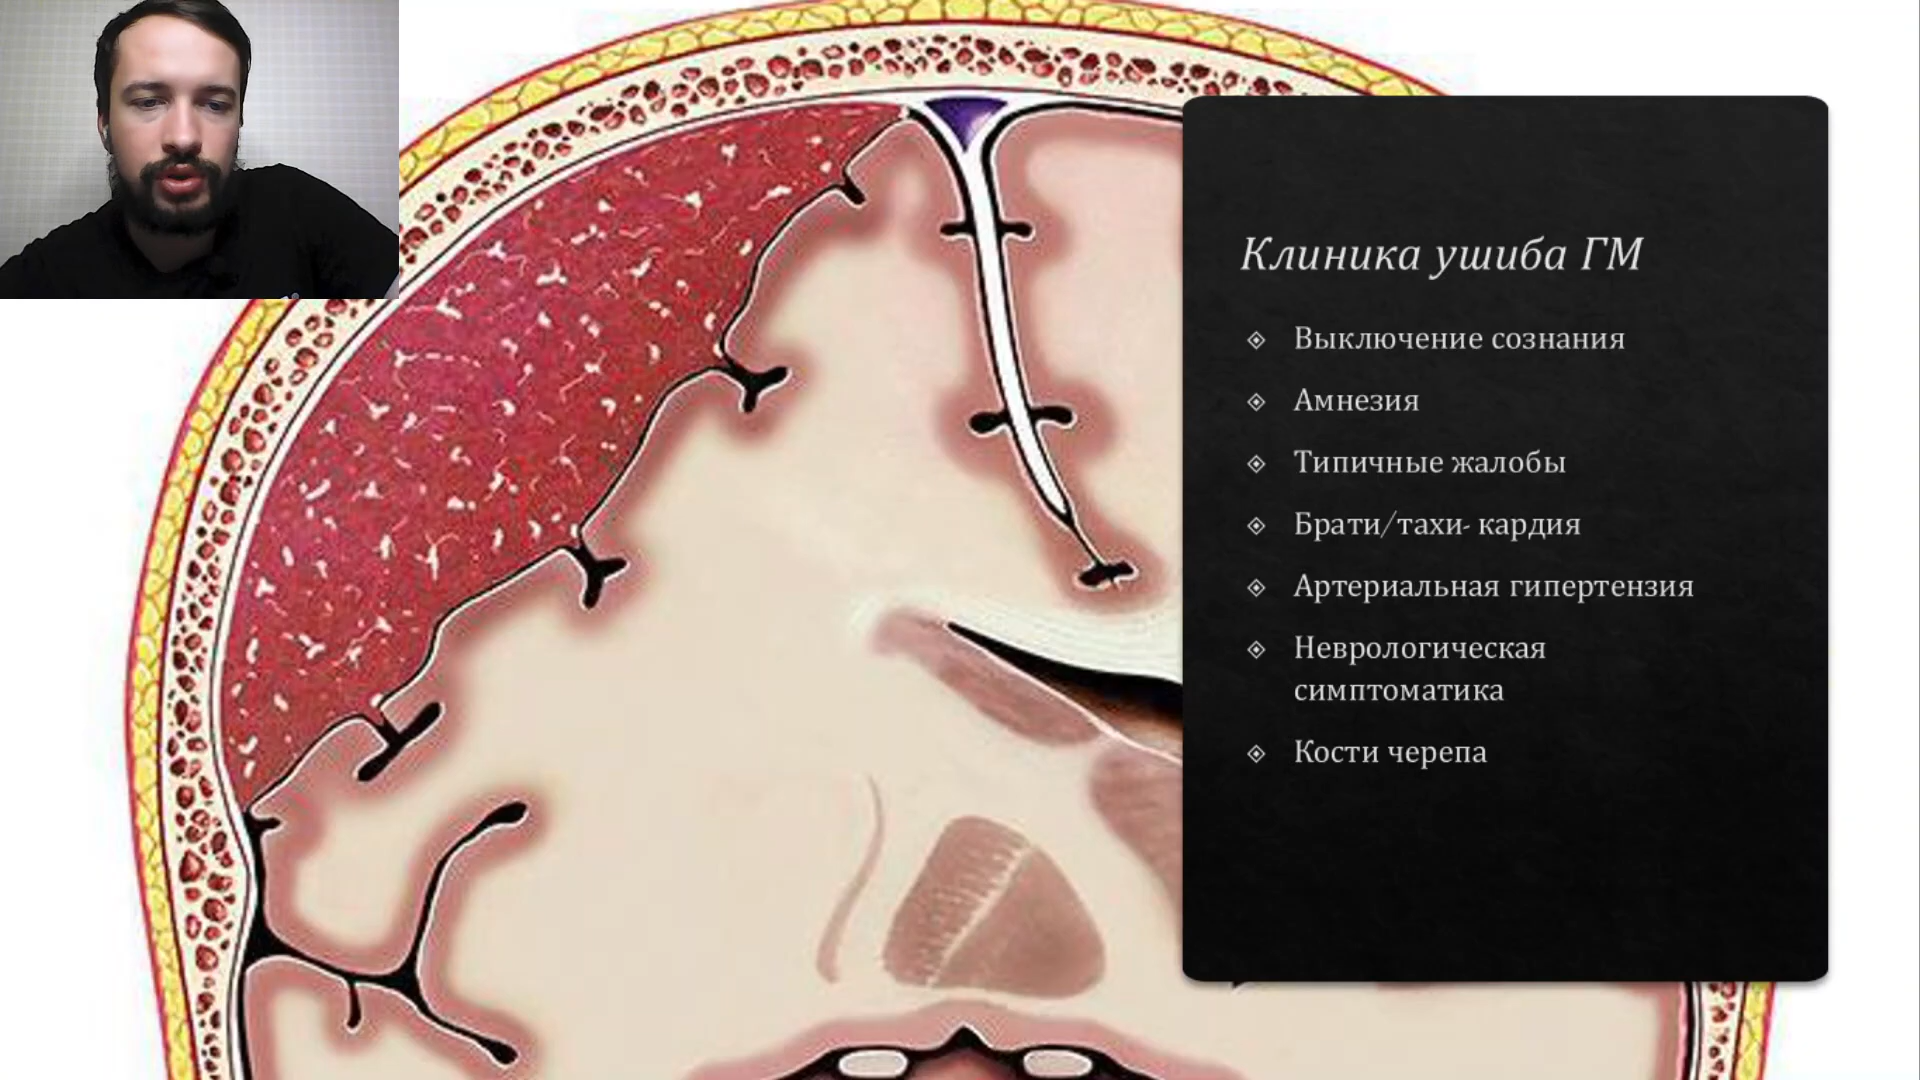 Клиника ушиба ГМ
Выключение сознания
Амнезия
Типичные жалобы
Брати/тахи- кардия
Артериальная гипертензия
Неврологическая
симптоматика
Кости черепа